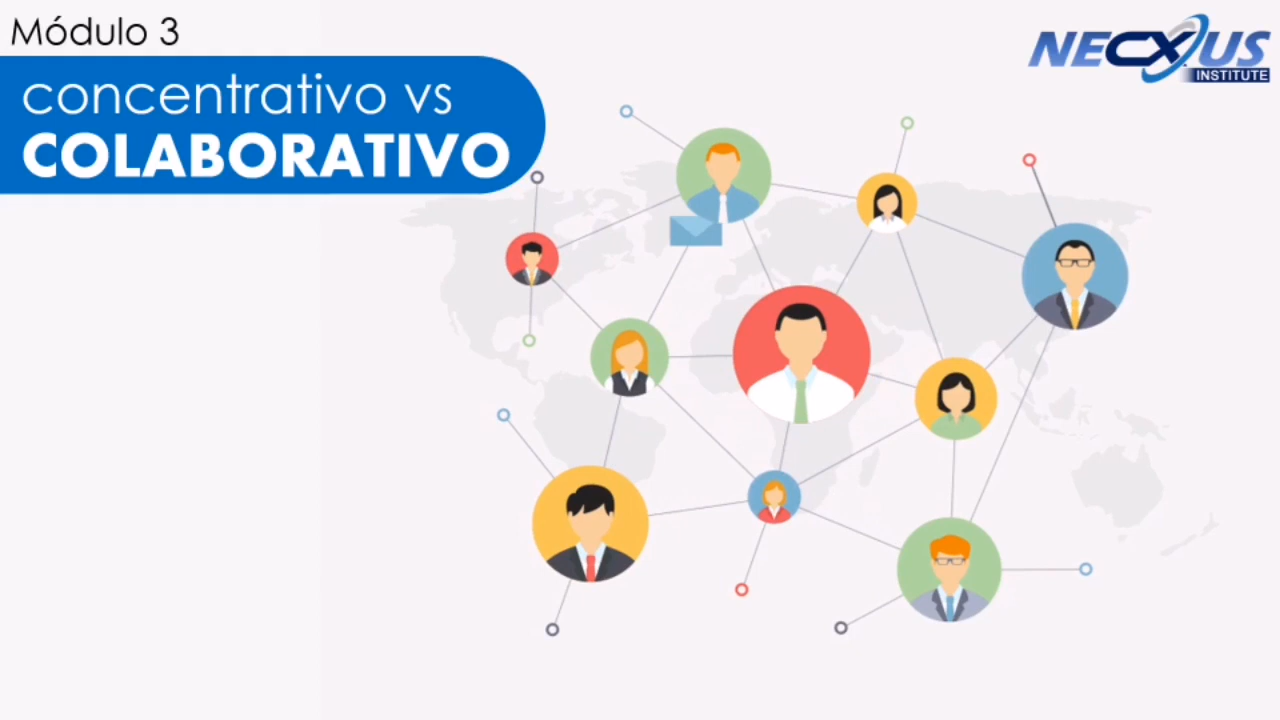 Módulo 3
concentrativo vs
COLABORATIVO
NECXUS
INSTITUTE